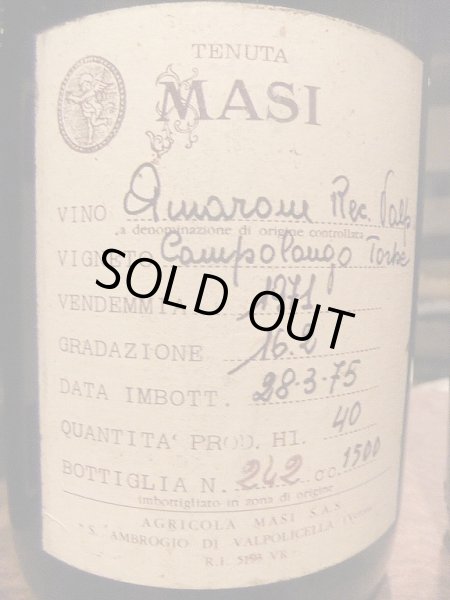 TENUTA
MASI
VINO Amarone Rec. Valp
a denominazione di origine controllata
VIGNETO Campolongo Torbe
SOLD OUT
VENDEMMIA 1971
GRADAZIONE 16.2
DATA IMBOTT. 28-3-75
QUANTITA' PROD. Hl. 40
BOTTIGLIA N. 242 cc. 1500
imbottigliato in zona di origine
AGRICOLA MASI S.A.S.
S. AMBROGIO DI VALPOLICELLA
R.I. VR